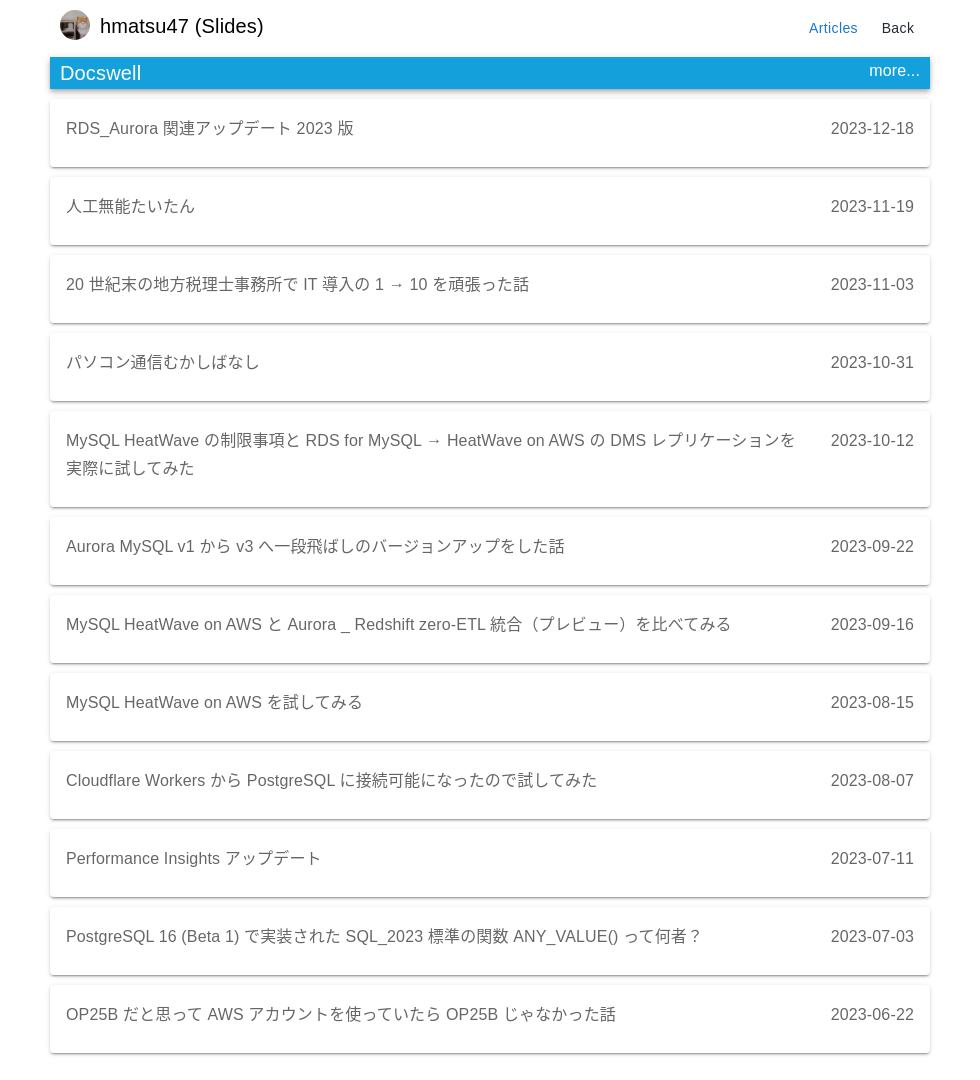 hmatsu47 (Slides)
Articles
Back
Docswell
more...
RDS_Aurora 関連アップデート 2023 版
2023-12-18
人工無能たいたん
2023-11-19
20 世紀末の地方税理士事務所で IT 導入の 1 → 10 を頑張った話
2023-11-03
パソコン通信むかしばなし
2023-10-31
MySQL HeatWave の制限事項と RDS for MySQL → HeatWave on AWS の DMS レプリケーションを
実際に試してみた
2023-10-12
Aurora MySQL v1 から v3 へ一段飛ばしのバージョンアップをした話
2023-09-22
MySQL HeatWave on AWS と Aurora _ Redshift zero-ETL 統合（プレビュー）を比べてみる
2023-09-16
MySQL HeatWave on AWS を試してみる
2023-08-15
Cloudflare Workers から PostgreSQL に接続可能になったので試してみた
2023-08-07
Performance Insights アップデート
2023-07-11
PostgreSQL 16 (Beta 1) で実装された SQL_2023 標準の関数 ANY_VALUE() って何者？
2023-07-03
OP25B だと思って AWS アカウントを使っていたら OP25B じゃなかった話
2023-06-22